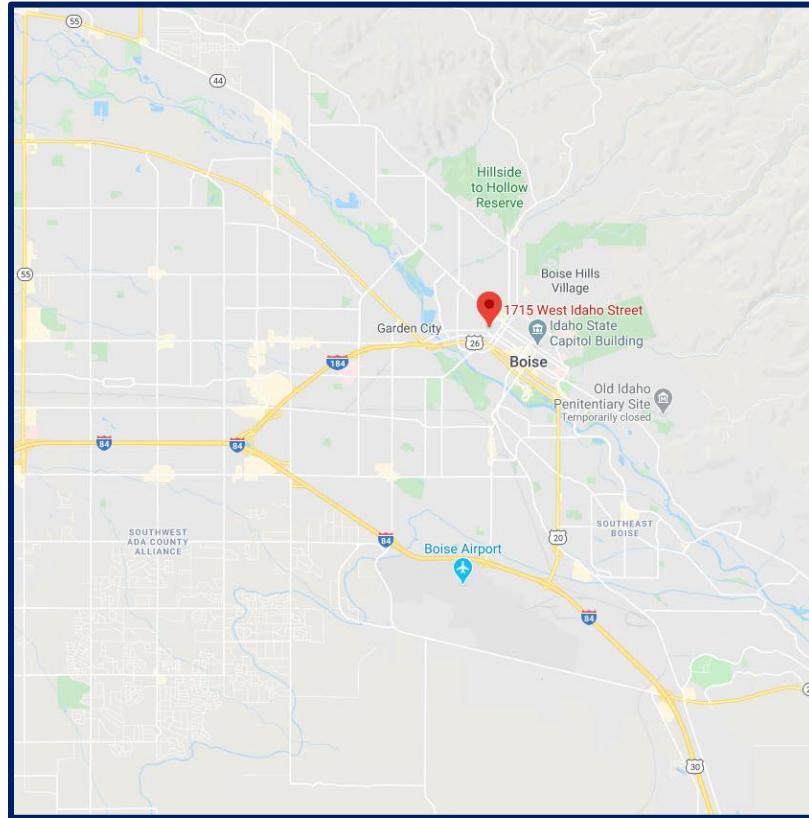 55
44
Hillside
to Hollow
Reserve
55
Boise Hills
Village
1715 West Idaho Street
Garden City
26
Idaho State
Capitol Building
184
Boise
Old Idaho
Penitentiary Site
Temporarily closed
84
84
SOUTHWEST
ADA COUNTY
ALLIANCE
84
20
SOUTHEAST
BOISE
Boise Airport
84
30